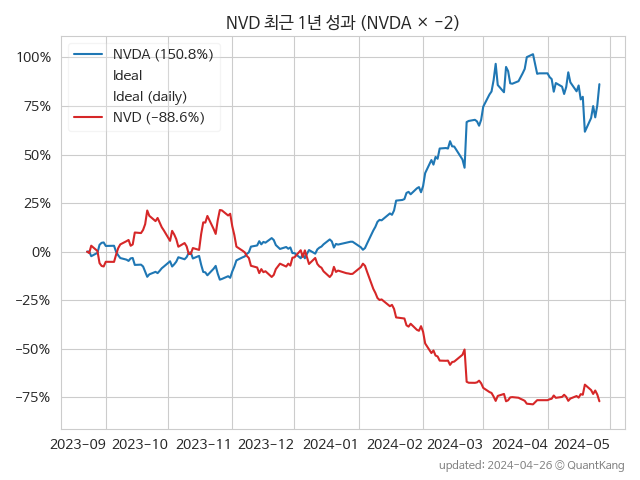 NVD 최근 1년 성과 (NVDA × −2)
NVDA (150.8%)
Ideal
Ideal (daily)
NVD (−88.6%)
100%
75%
50%
25%
0%
−25%
−50%
−75%
2023-09 2023-10 2023-11 2023-12 2024-01 2024-02 2024-03 2024-04 2024-05
updated: 2024-04-26 © QuantKang